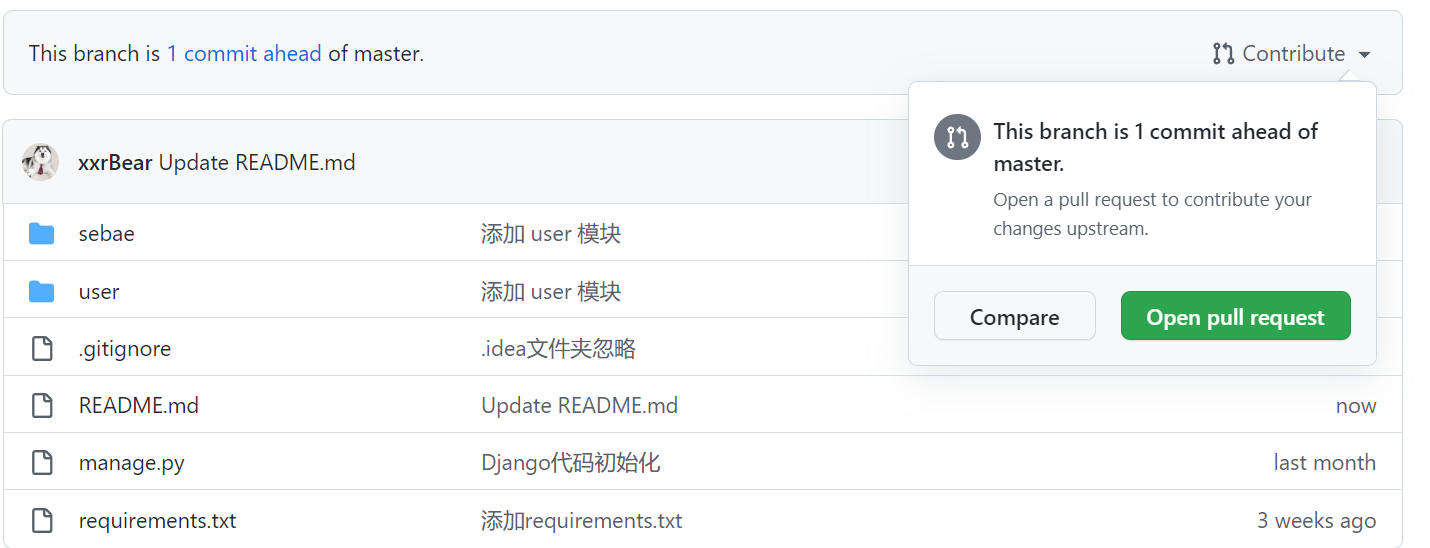 This branch is 1 commit ahead of master.
Contribute
This branch is 1 commit ahead of
master.
Open a pull request to contribute your
changes upstream.
Compare
Open pull request
xxrBear Update README.md
sebae 添加 user 模块
user 添加 user 模块
.gitignore .idea文件夹忽略
README.md Update README.md now
manage.py Django代码初始化 last month
requirements.txt 添加requirements.txt 3 weeks ago